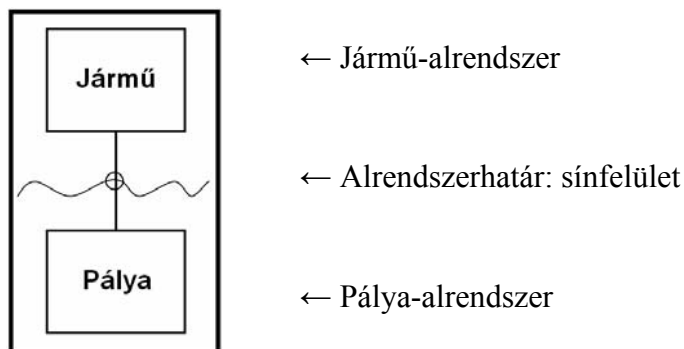 Jármű
← Jármű-alrendszer
← Alrendszerhatár: sínfelület
Pálya
← Pálya-alrendszer